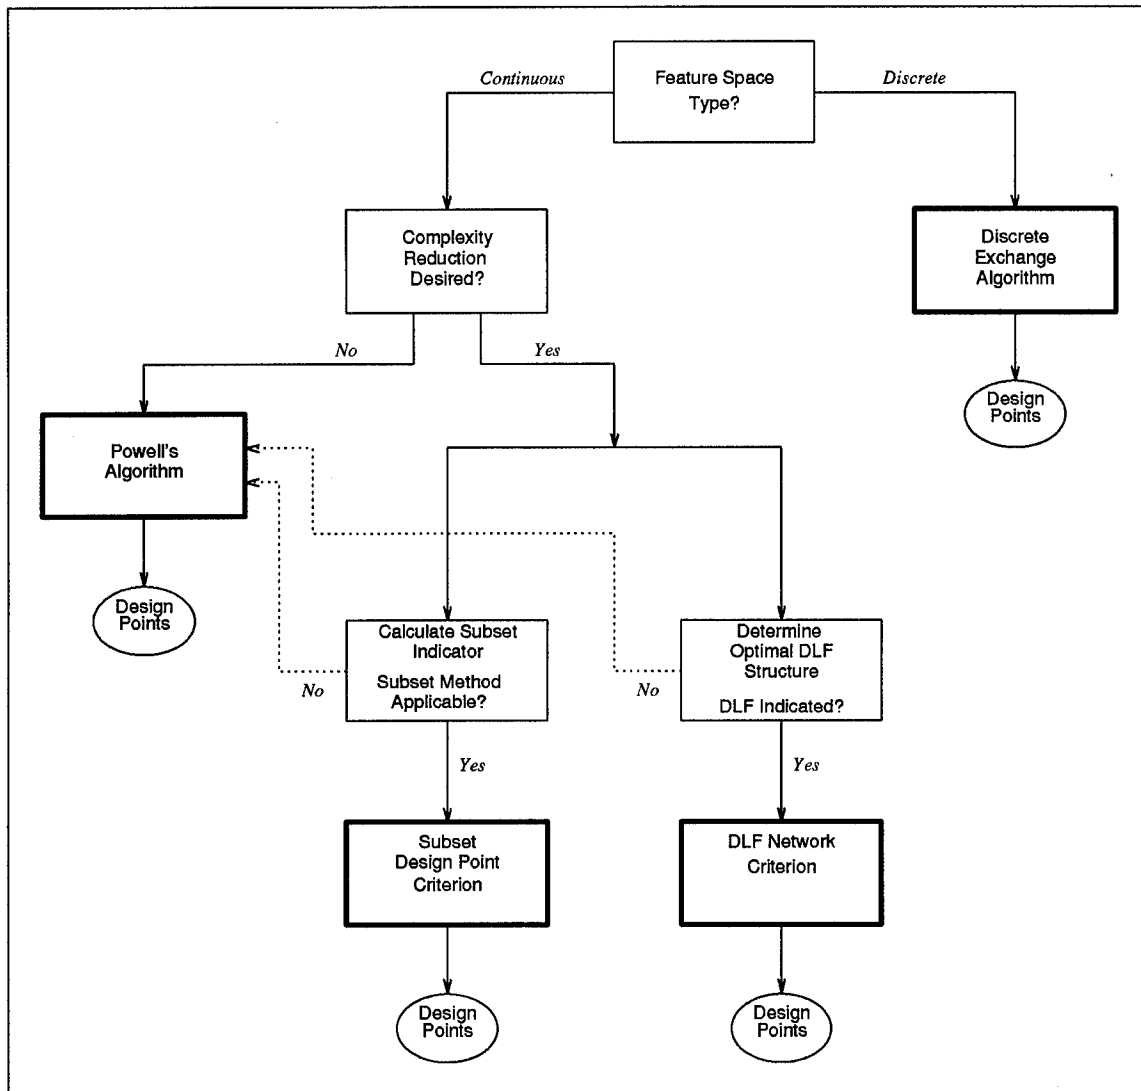 Feature Space
Type?
Continuous
Discrete
Complexity
Reduction
Desired?
Discrete
Exchange
Algorithm
No
Yes
Design
Points
Powell's
Algorithm
Design
Points
Calculate Subset
Indicator
Subset Method
Applicable?
No
Determine
Optimal DLF
Structure
DLF Indicated?
No
Yes
Yes
Subset
Design Point
Criterion
DLF Network
Criterion
Design
Points
Design
Points